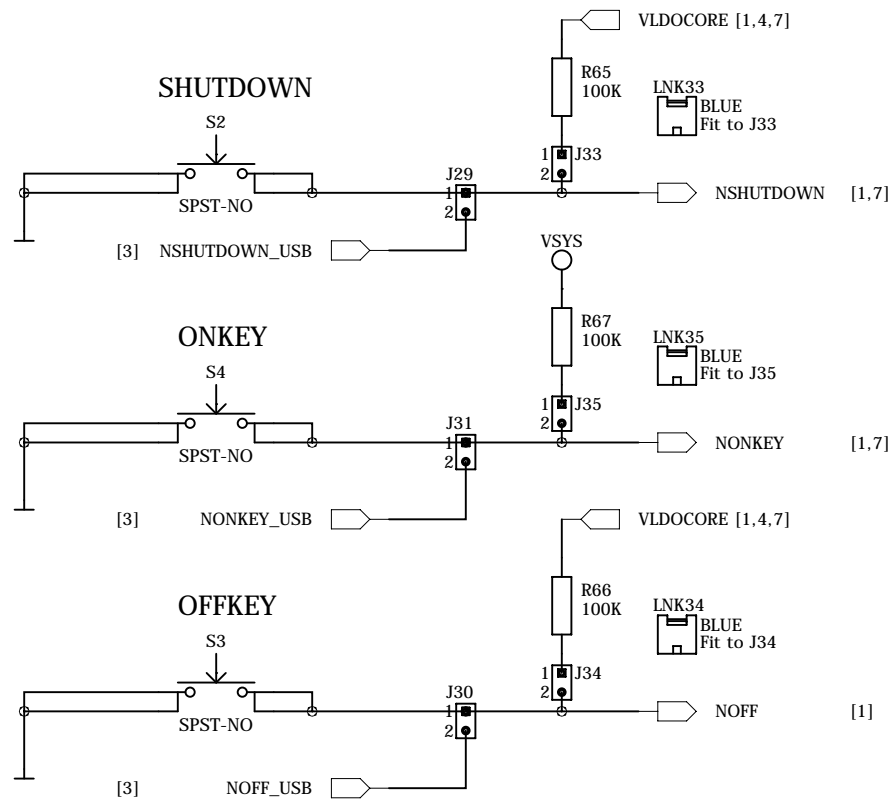 VLDOCORE [1,4,7]
R65
100K
LNK33
BLUE
Fit to J33
SHUTDOWN
S2
1 J33
2
J29
1
2
SPST-NO
NSHUTDOWN [1,7]
[3] NSHUTDOWN_USB
VSYS
R67
100K
LNK35
BLUE
Fit to J35
ONKEY
S4
1 J35
2
J31
1
2
SPST-NO
NONKEY [1,7]
[3] NONKEY_USB
VLDOCORE [1,4,7]
R66
100K
LNK34
BLUE
Fit to J34
OFFKEY
S3
1 J34
2
J30
1
2
SPST-NO
NOFF [1]
[3] NOFF_USB